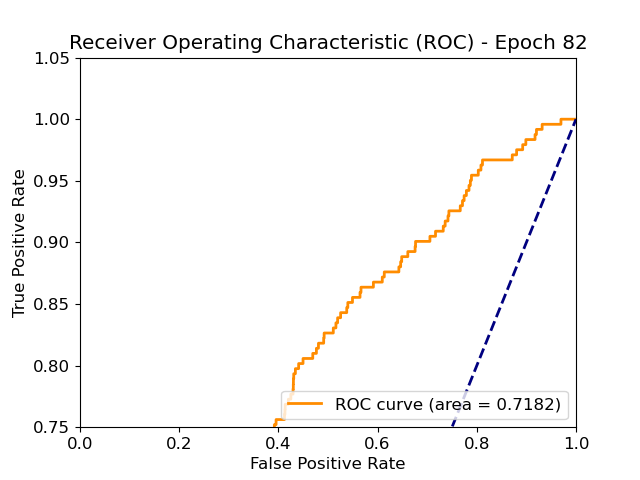 Receiver Operating Characteristic (ROC) - Epoch 82
1.05
1.00
0.95
0.90
0.85
0.80
0.75
True Positive Rate
ROC curve (area = 0.7182)
0.0 0.2 0.4 0.6 0.8 1.0
False Positive Rate